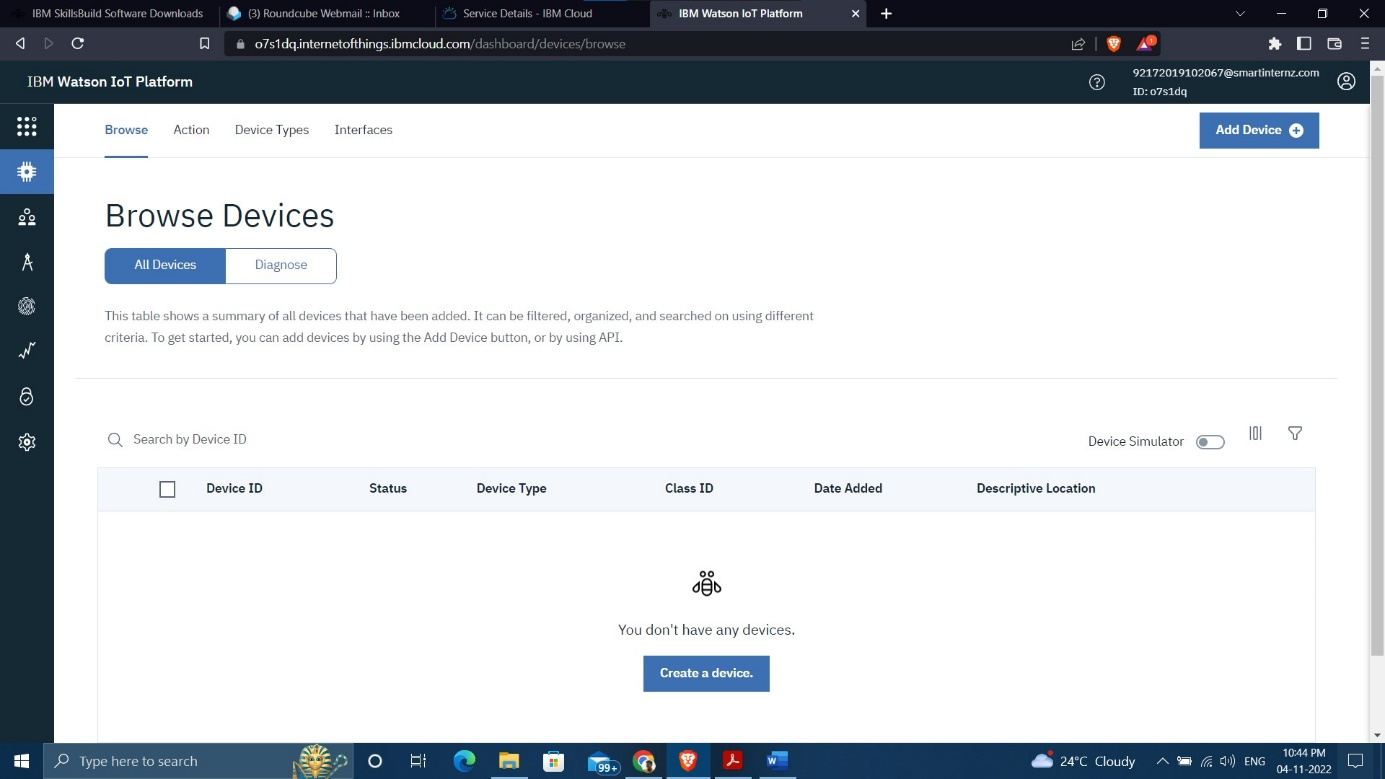 IBM SkillsBuild Software Downloads
(3) Roundcube Webmail :: Inbox
Service Details - IBM Cloud
IBM Watson IoT Platform
o7s1dq.internetofthings.ibmcloud.com/dashboard/devices/browse
1
IBM Watson IoT Platform
92172019102067@smartinternz.com
ID: o7s1dq
Browse Action Device Types Interfaces
Add Device
Browse Devices
All Devices Diagnose
This table shows a summary of all devices that have been added. It can be filtered, organized, and searched on using different
criteria. To get started, you can add devices by using the Add Device button, or by using API.
Search by Device ID
Device Simulator
Device ID Status Device Type Class ID Date Added Descriptive Location
You don't have any devices.
Create a device.
Type here to search
99+
24°C Cloudy
ENG
10:44 PM
04-11-2022